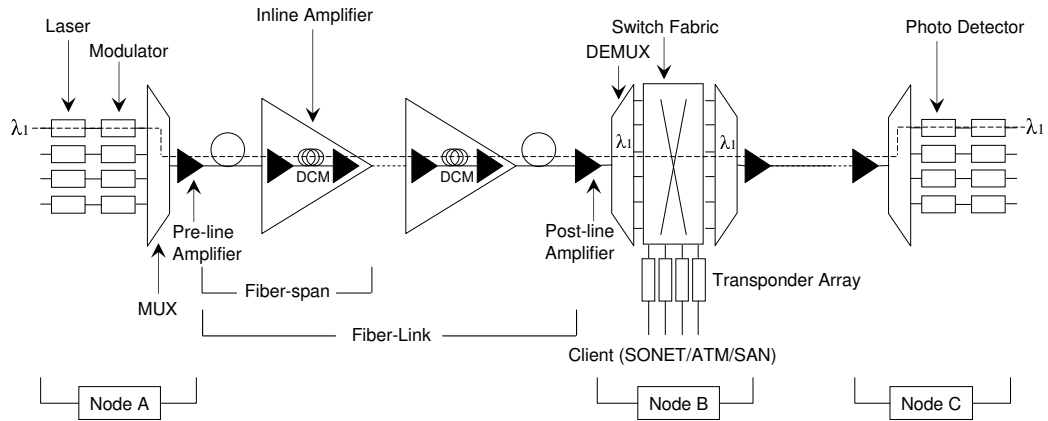 Laser
Modulator
Inline Amplifier
Switch Fabric
DEMUX
Photo Detector
λ1
λ1
λ1
λ1
DCM
DCM
Pre-line
Amplifier
Post-line
Amplifier
MUX
Fiber-span
Fiber-Link
Transponder Array
Client (SONET/ATM/SAN)
Node A
Node B
Node C